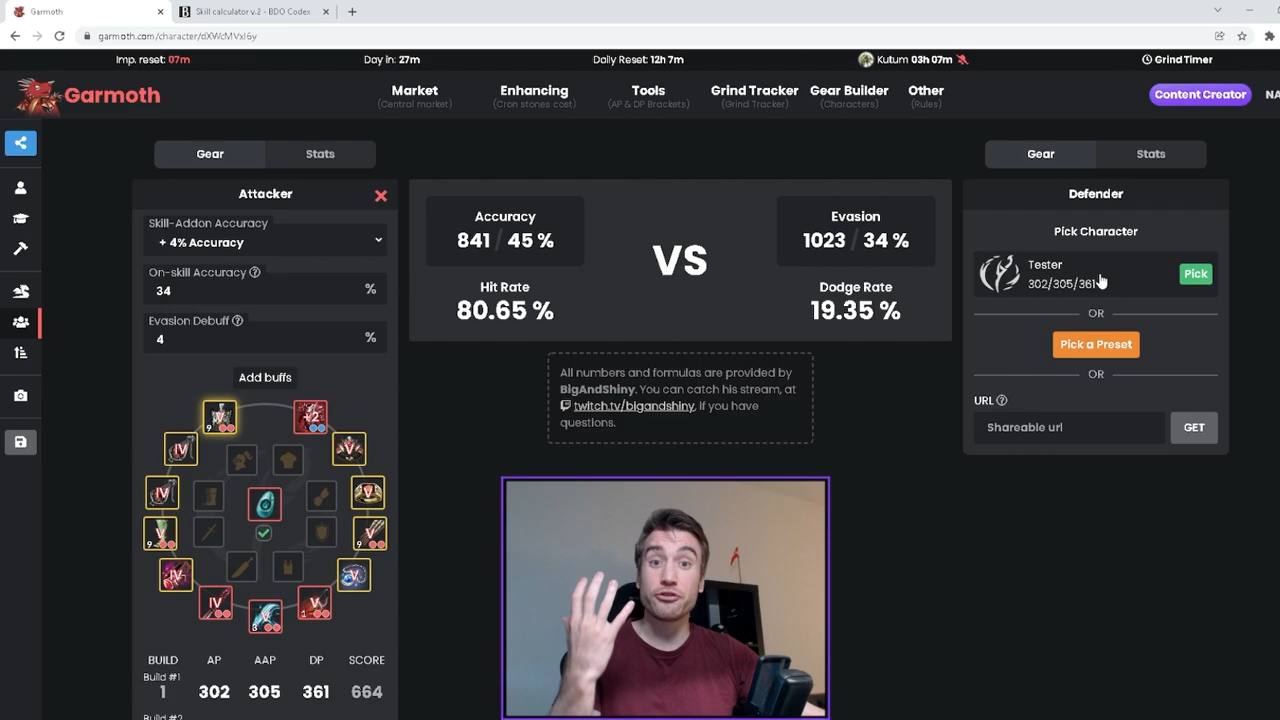 Garmoth
Skill calculator v.2 - BDO Codex
garmoth.com/character/dXWcMVxI6y
Imp. reset: 07m
Day in: 27m
Daily Reset: 12h 7m
Kutum 03h 07m
Grind Timer
Garmoth
Market
(Central market)
Enhancing
(Cron stones cost)
Tools
(AP & DP Brackets)
Grind Tracker
(Grind Tracker)
Gear Builder
(Characters)
Other
(Rules)
Content Creator
NA
Gear
Stats
Attacker
Skill-Addon Accuracy
+ 4% Accuracy
On-skill Accuracy
34
%
Evasion Debuff
4
%
Add buffs
BUILD
AP
AAP
DP
SCORE
Build #1
1
302
305
361
664
Build #2
Accuracy
841 / 45 %
Hit Rate
80.65 %
VS
Evasion
1023 / 34 %
Dodge Rate
19.35 %
All numbers and formulas are provided by
BigAndShiny. You can catch his stream, at
twitch.tv/bigandshiny, if you have
questions.
Gear
Stats
Defender
Pick Character
Tester
302/305/361
Pick
OR
Pick a Preset
OR
URL
Shareable url
GET